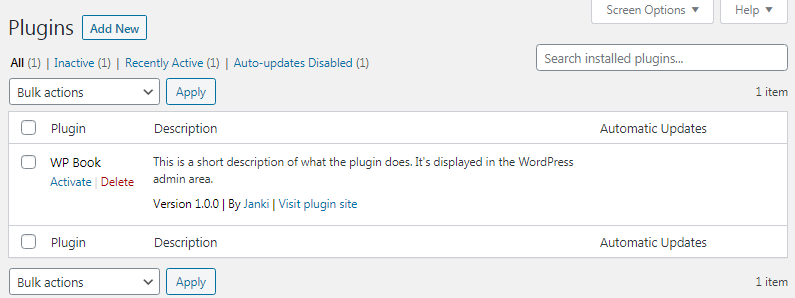 Screen Options ▼ Help ▼
Plugins Add New
All (1) | Inactive (1) | Recently Active (1) | Auto-updates Disabled (1)
Search installed plugins...
Bulk actions Apply 1 item
Plugin Description Automatic Updates
WP Book This is a short description of what the plugin does. It's displayed in the WordPress
Activate | Delete admin area.
Version 1.0.0 | By Janki | Visit plugin site
Plugin Description Automatic Updates
Bulk actions Apply 1 item